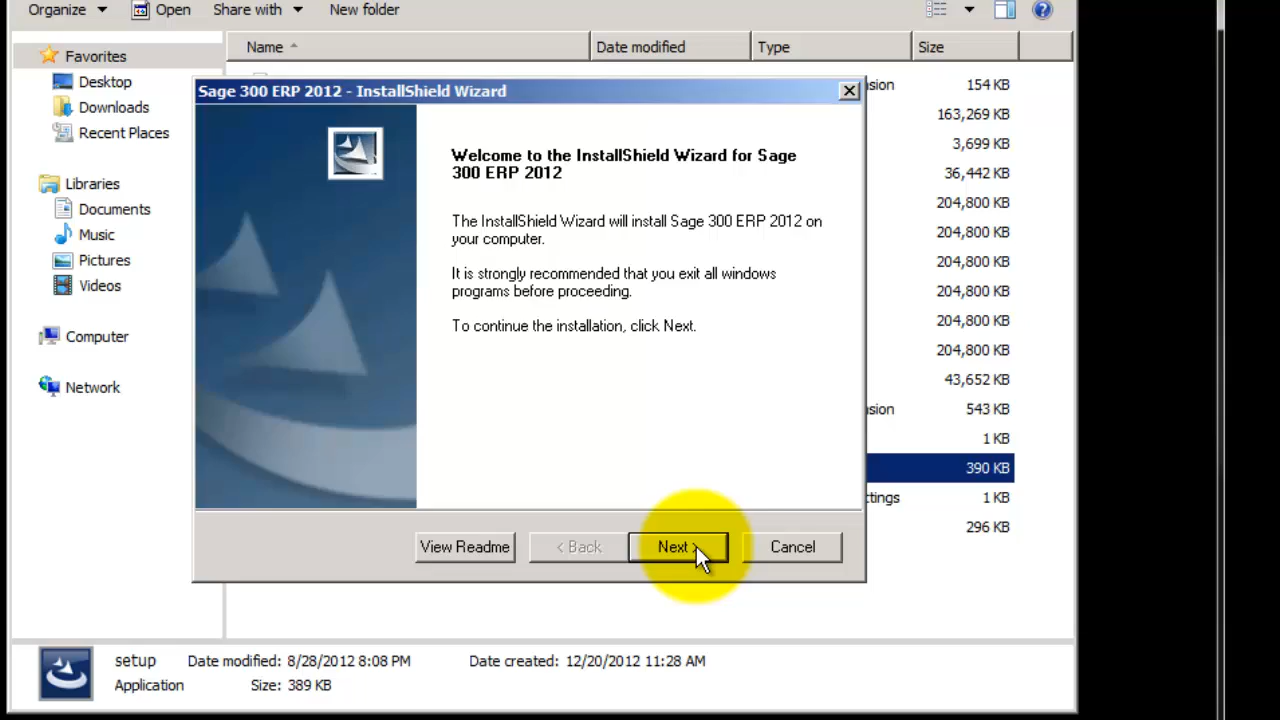 Organize Open Share with New folder
Name Date modified Type Size
Favorites
Desktop
Downloads
Recent Places
Libraries
Documents
Music
Pictures
Videos
Computer
Network
Sage 300 ERP 2012 - InstallShield Wizard
Welcome to the InstallShield Wizard for Sage
300 ERP 2012
The InstallShield Wizard will install Sage 300 ERP 2012 on
your computer.
It is strongly recommended that you exit all windows
programs before proceeding.
To continue the installation, click Next.
View Readme < Back Next > Cancel
nsion 154 KB
163,269 KB
3,699 KB
36,442 KB
204,800 KB
204,800 KB
204,800 KB
204,800 KB
204,800 KB
204,800 KB
43,652 KB
nsion 543 KB
1 KB
390 KB
ttings 1 KB
296 KB
setup Date modified: 8/28/2012 8:08 PM Date created: 12/20/2012 11:28 AM
Application Size: 389 KB